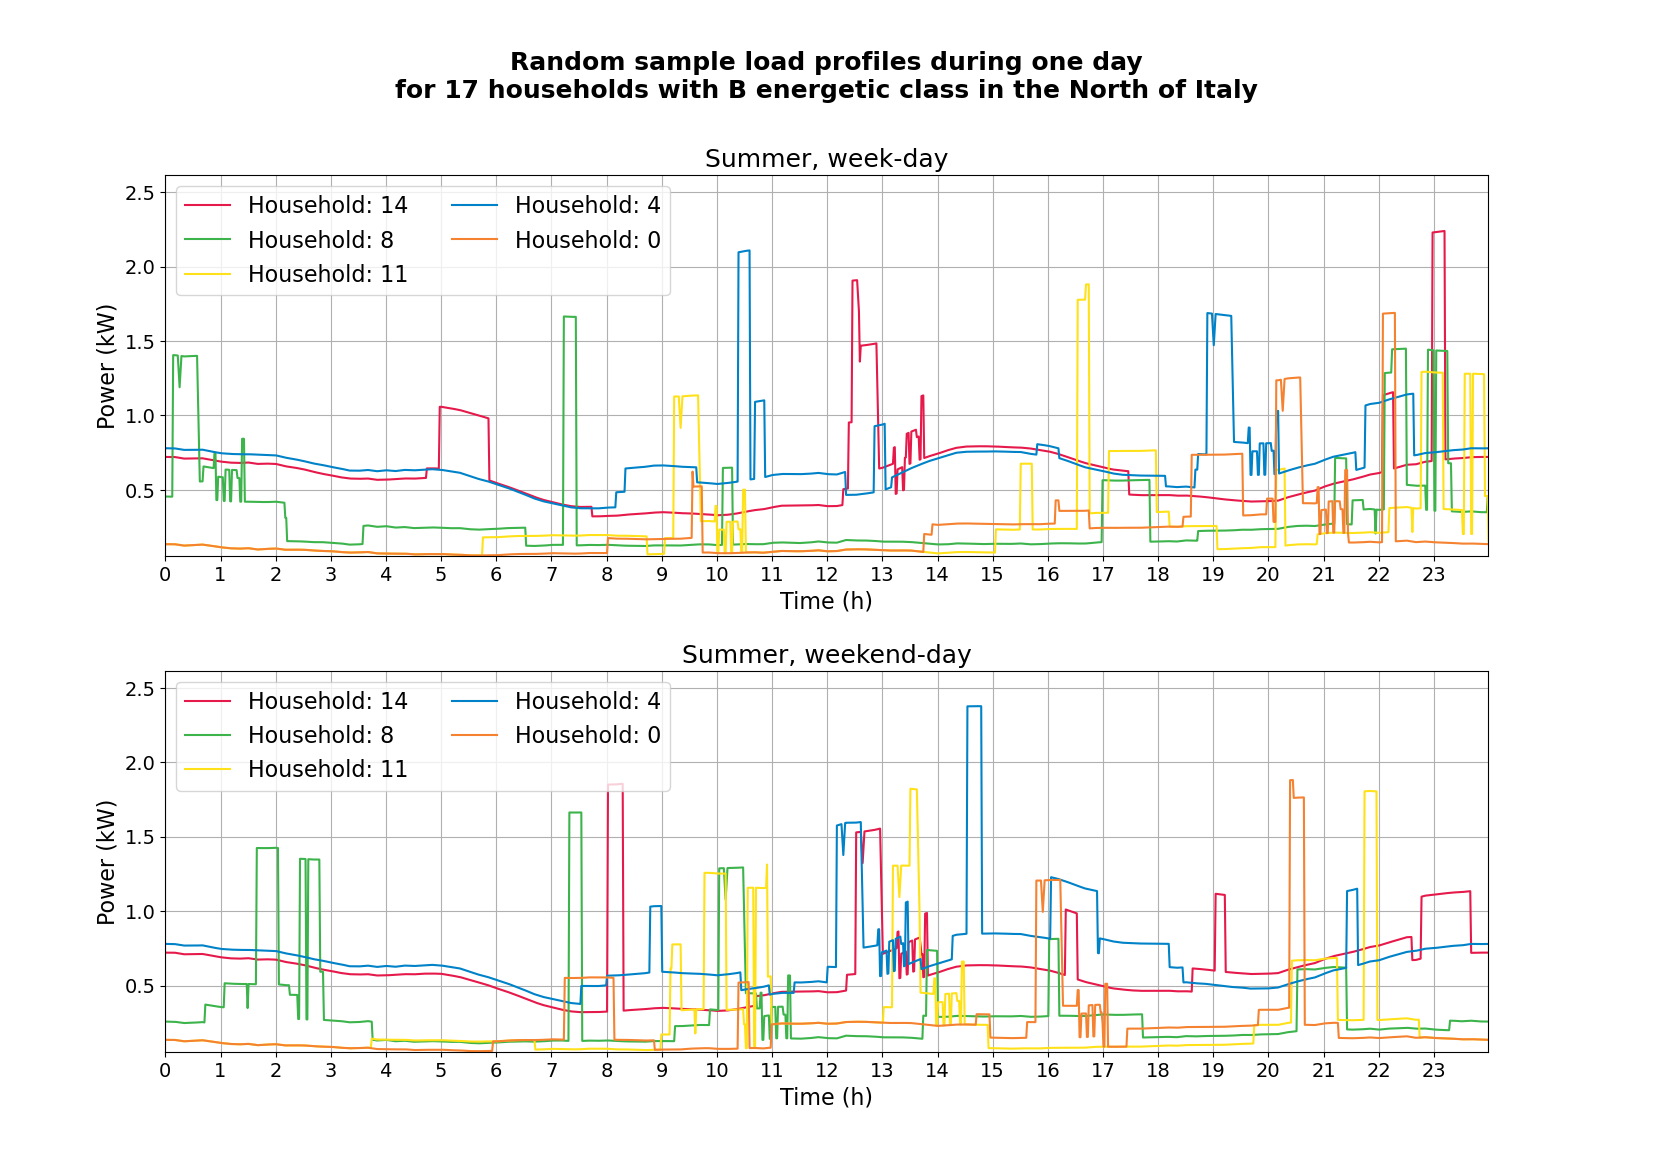 Random sample load profiles during one day
for 17 households with B energetic class in the North of Italy
Summer, week-day
Household: 14
Household: 8
Household: 11
Household: 4
Household: 0
2.5
2.0
1.5
1.0
0.5
Power (kW)
0 1 2 3 4 5 6 7 8 9 10 11 12 13 14 15 16 17 18 19 20 21 22 23
Time (h)
Summer, weekend-day
Household: 14
Household: 8
Household: 11
Household: 4
Household: 0
2.5
2.0
1.5
1.0
0.5
Power (kW)
0 1 2 3 4 5 6 7 8 9 10 11 12 13 14 15 16 17 18 19 20 21 22 23
Time (h)